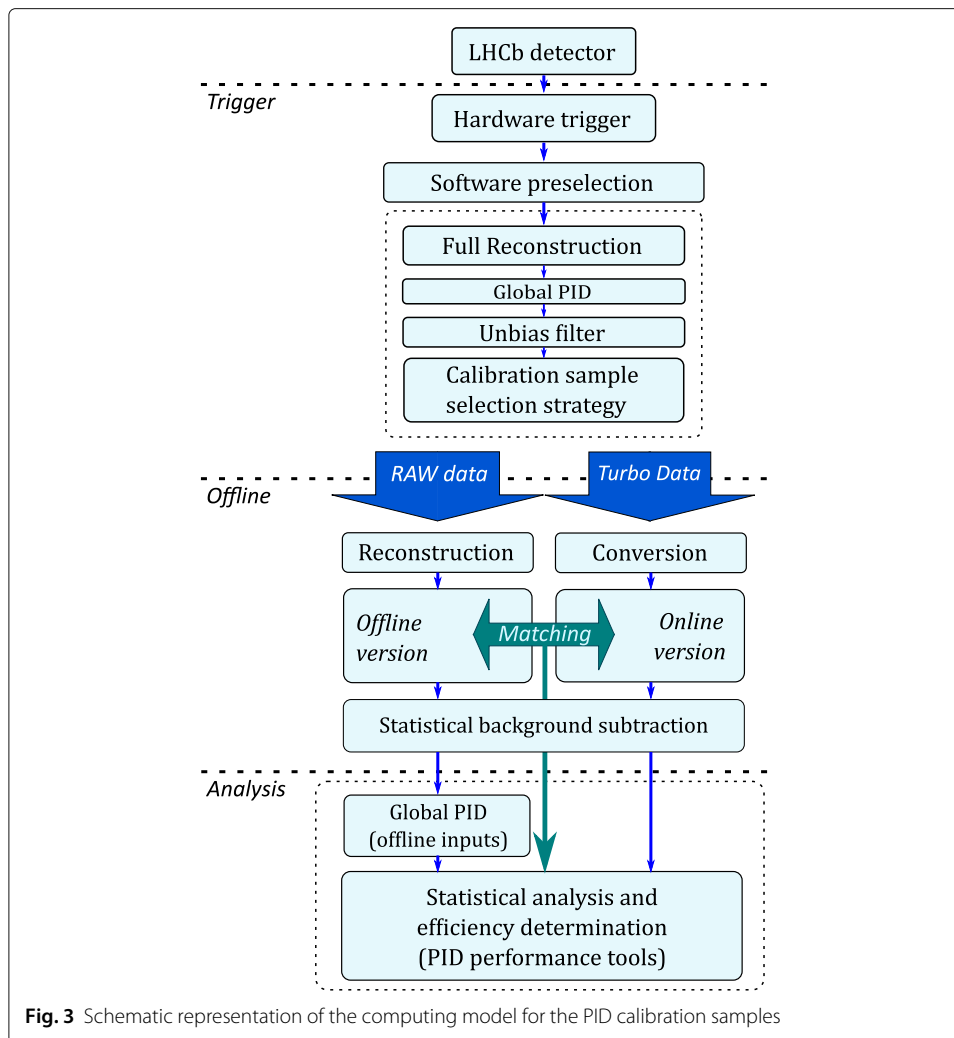 LHCb detector
Trigger
Hardware trigger
Software preselection
Full Reconstruction
Global PID
Unbias filter
Calibration sample
selection strategy
RAW data
Turbo Data
Offline
Reconstruction
Conversion
Offline
version
Matching
Online
version
Statistical background subtraction
Analysis
Global PID
(offline inputs)
Statistical analysis and
efficiency determination
(PID performance tools)
Fig. 3 Schematic representation of the computing model for the PID calibration samples